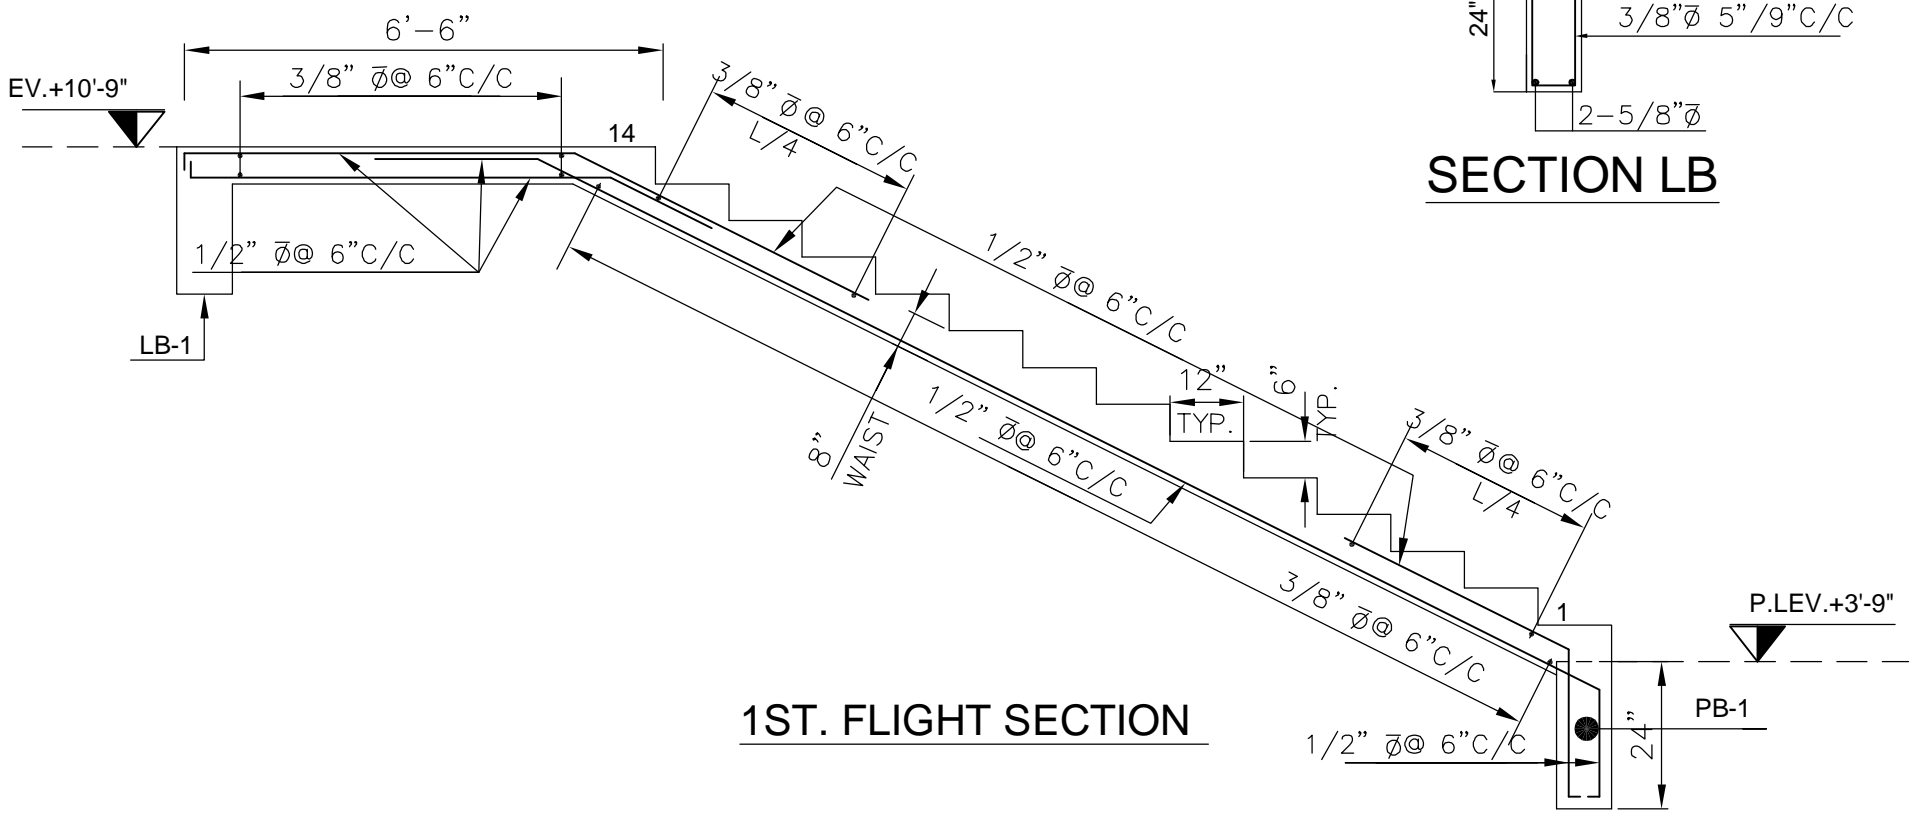 6'-6"
24"
3/8"ϕ 5"/9"C/C
EV.+10'-9"
3/8" ϕ@ 6"C/C
3/8" ϕ@ 6"C/C
L/4
2-5/8"ϕ
14
SECTION LB
1/2" ϕ@ 6"C/C
1/2" ϕ@ 6"C/C
LB-1
12"
TYP.
6"
TYP.
8"
WAIST
1/2" ϕ@ 6"C/C
3/8" ϕ@ 6"C/C
L/4
3/8" ϕ@ 6"C/C
1
P.LEV.+3'-9"
1ST. FLIGHT SECTION
PB-1
1/2" ϕ@ 6"C/C
24"